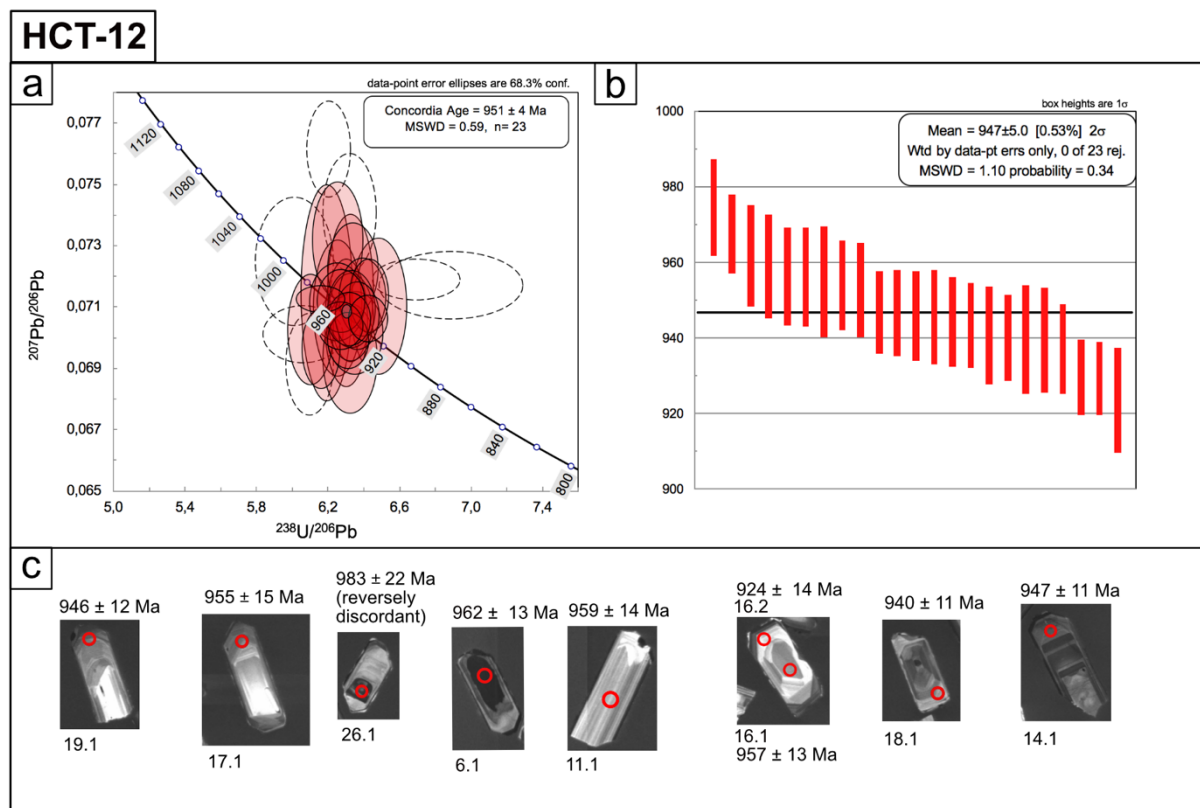 HCT-12
a
data-point error ellipses are 68.3% conf.
Concordia Age = 951 ± 4 Ma
MSWD = 0.59, n= 23
0,077
0,075
0,073
0,071
0,069
0,067
0,065
207Pb/206Pb
1120
1080
1040
1000
960
920
880
840
800
5,0
5,4
5,8
6,2
6,6
7,0
7,4
238U/206Pb
b
box heights are 1σ
Mean = 947±5.0 [0.53%] 2σ
Wtd by data-pt errs only, 0 of 23 rej.
MSWD = 1.10 probability = 0.34
1000
980
960
940
920
900
c
946 ± 12 Ma
19.1
955 ± 15 Ma
17.1
983 ± 22 Ma
(reversely
discordant)
26.1
962 ± 13 Ma
6.1
959 ± 14 Ma
11.1
924 ± 14 Ma
16.2
16.1
957 ± 13 Ma
940 ± 11 Ma
18.1
947 ± 11 Ma
14.1